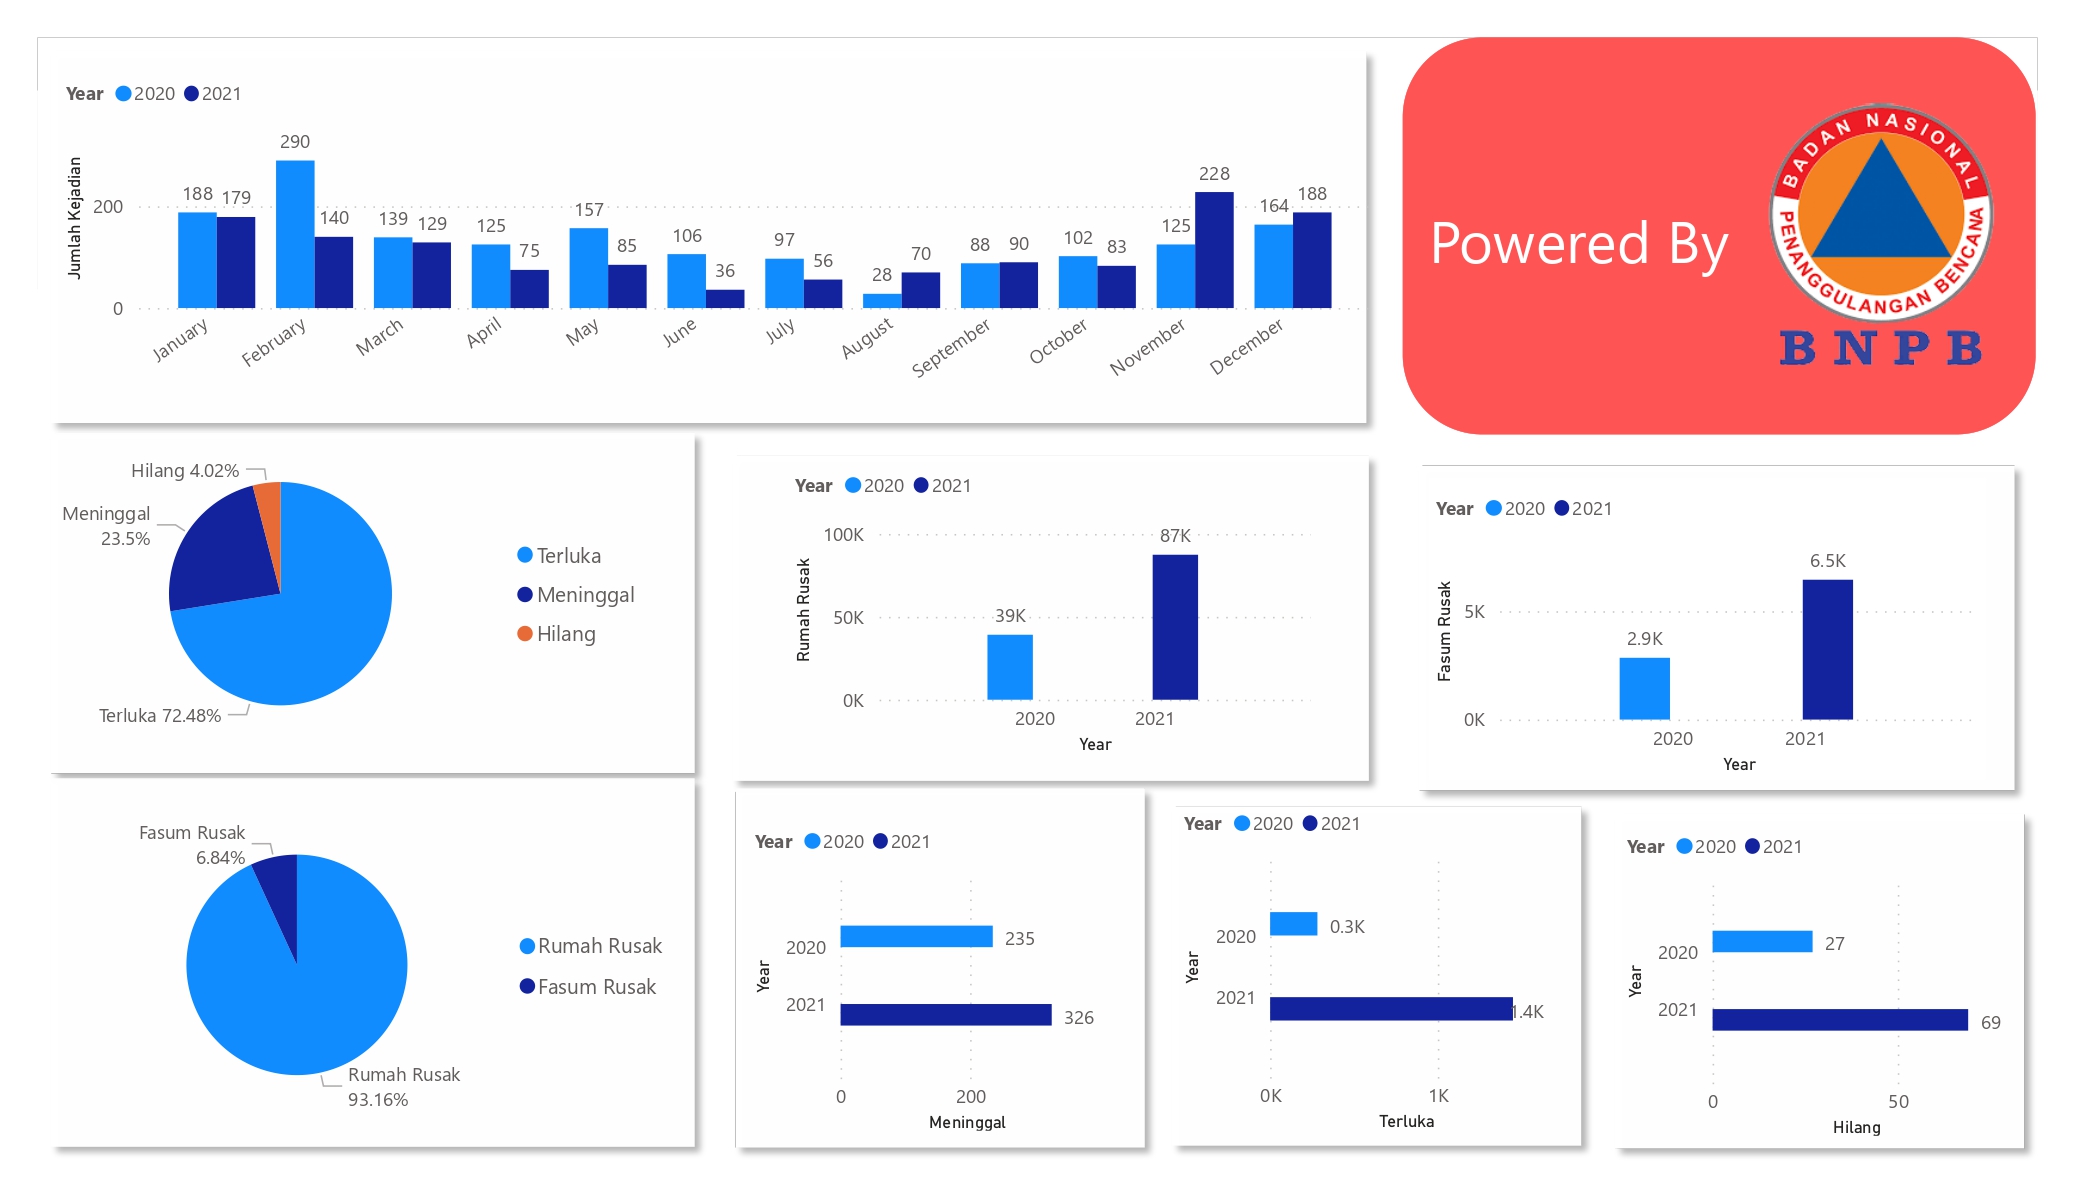 Year 2020 2021
Jumlah Kejadian
200
0
188 179
290 140
139 129
125 75
157 85
106 36
97 56
28 70
88 90
102 83
125 228
164 188
January February March April May June July August September October November December
Powered By
BADAN NASIONAL
PENANGGULANGAN BENCANA
BNPB
Hilang 4.02%
Meninggal
23.5%
Terluka 72.48%
Terluka
Meninggal
Hilang
Year 2020 2021
Rumah Rusak
100K
50K
0K
39K
87K
2020 2021
Year
Year 2020 2021
Fasum Rusak
5K
0K
2.9K
6.5K
2020 2021
Year
Fasum Rusak
6.84%
Rumah Rusak
93.16%
Rumah Rusak
Fasum Rusak
Year 2020 2021
Year
2020 235
2021 326
0 200
Meninggal
Year 2020 2021
Year
2020 0.3K
2021 1.4K
0K 1K
Terluka
Year 2020 2021
Year
2020 27
2021 69
0 50
Hilang